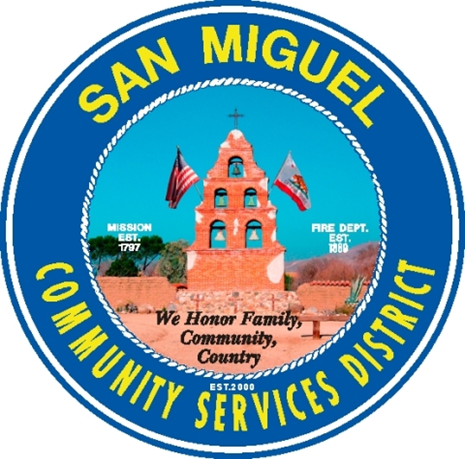 SAN MIGUEL
MISSION
EST.
1797
FIRE DEPT.
EST.
We Honor Family,
Community,
Country
EST.2000
COMMUNITY SERVICES DISTRICT